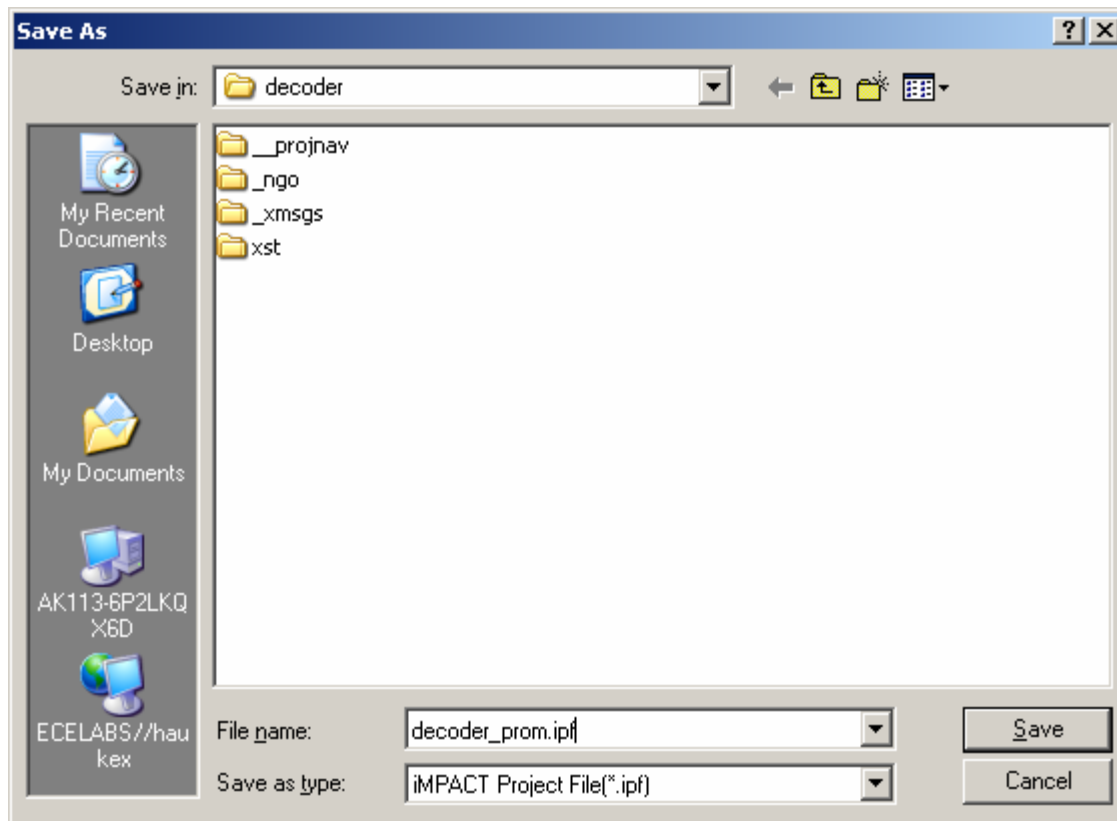 Save As
Save in:
decoder
__projnav
_ngo
_xmsgs
xst
My Recent
Documents
Desktop
My Documents
AK113-6P2LKQ
X6D
ECELABS//hau
kex
File name:
decoder_prom.ipf
Save
Save as type:
iMPACT Project File(*.ipf)
Cancel